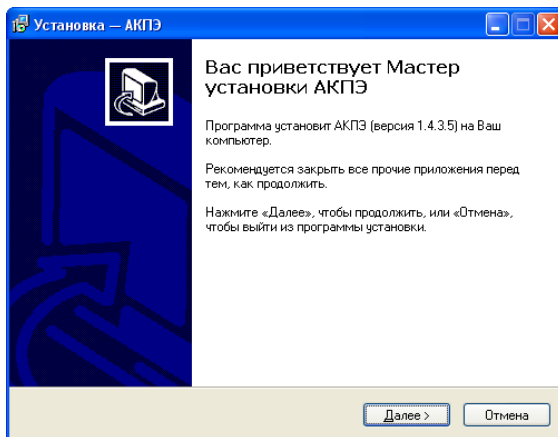 Установка — АКПЭ
Вас приветствует Мастер
установки АКПЭ
Программа установит АКПЭ (версия 1.4.3.5) на Ваш
компьютер.
Рекомендуется закрыть все прочие приложения перед
тем, как продолжить.
Нажмите «Далее», чтобы продолжить, или «Отмена»,
чтобы выйти из программы установки.
Далее >
Отмена